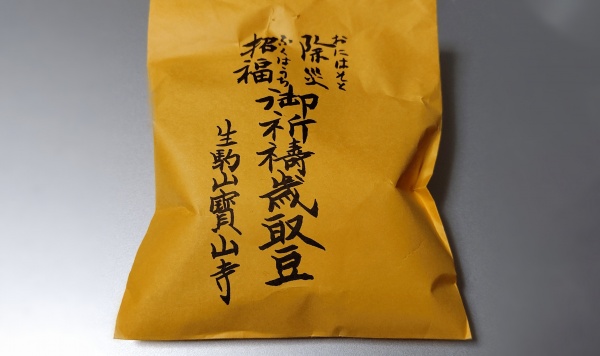 おにはそと
除災
ふくはうち
招福
御祈禱歳取豆
生駒山寳山寺